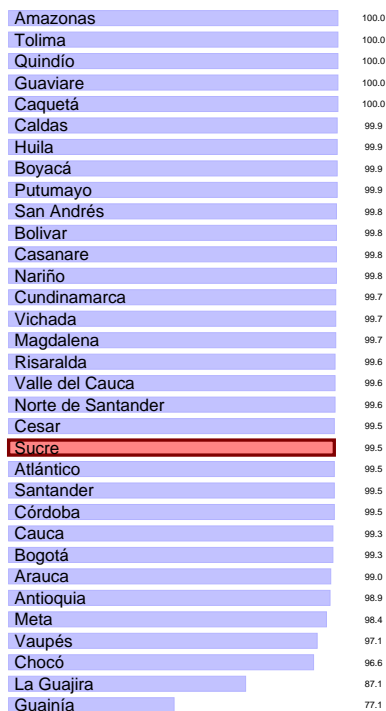 Amazonas 100.0
Tolima 100.0
Quindío 100.0
Guaviare 100.0
Caquetá 100.0
Caldas 99.9
Huila 99.9
Boyacá 99.9
Putumayo 99.9
San Andrés 99.8
Bolivar 99.8
Casanare 99.8
Nariño 99.8
Cundinamarca 99.7
Vichada 99.7
Magdalena 99.7
Risaralda 99.6
Valle del Cauca 99.6
Norte de Santander 99.6
Cesar 99.5
Sucre 99.5
Atlántico 99.5
Santander 99.5
Córdoba 99.5
Cauca 99.3
Bogotá 99.3
Arauca 99.0
Antioquia 98.9
Meta 98.4
Vaupés 97.1
Chocó 96.6
La Guajira 87.1
Guainía 77.1